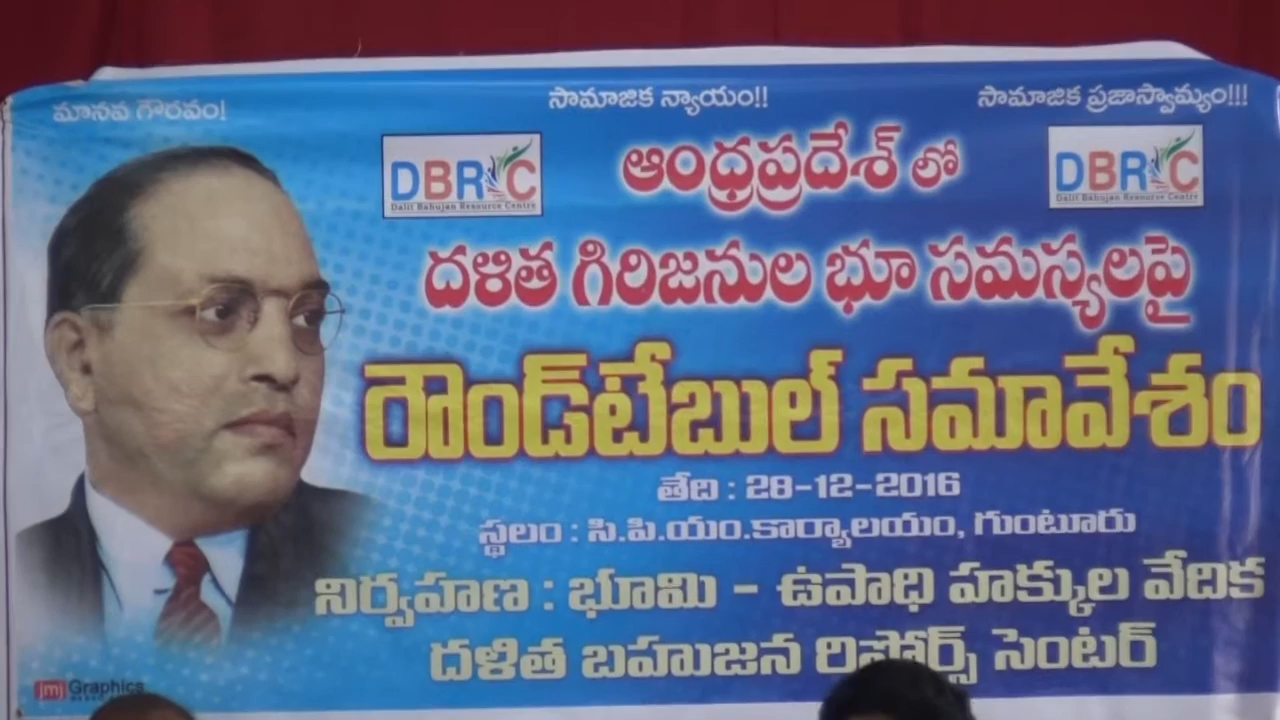 మానవ గౌరవం! సామాజిక న్యాయం!! సామాజిక ప్రజాస్వామ్యం!!!
DBRC
Dalit Bahujan Resource Centre
ఆంధ్రప్రదేశ్ లో
DBRC
Dalit Bahujan Resource Centre
దళిత గిరిజనుల భూ సమస్యలపై
రౌండ్‌టేబుల్ సమావేశం
తేది : 28-12-2016
స్థలం : సి.పి.యం.కార్యాలయం, గుంటూరు
నిర్వహణ : భూమి - ఉపాధి హక్కుల వేదిక
దళిత బహుజన రిసోర్స్ సెంటర్
jmj Graphics